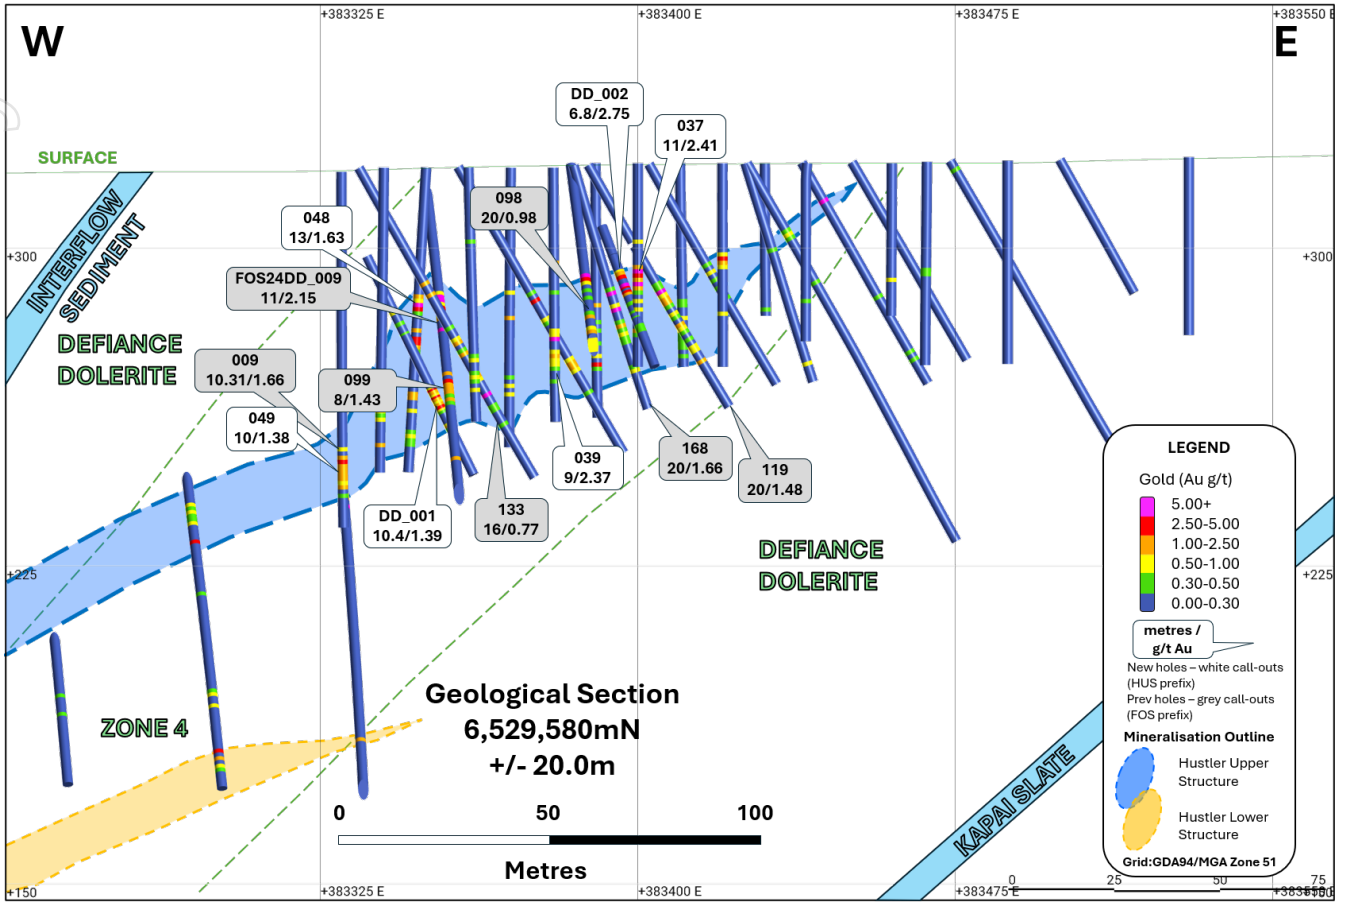 +383325 E
+383400 E
+383475 E
+383550 E
W
E
DD_002
6.8/2.75
037
11/2.41
SURFACE
098
20/0.98
048
13/1.63
INTERFLOW
SEDIMENT
+300
+300
FOS24DD_009
11/2.15
DEFIANCE
DOLERITE
009
10.31/1.66
099
8/1.43
049
10/1.38
039
9/2.37
168
20/1.66
119
20/1.48
DD_001
10.4/1.39
133
16/0.77
DEFIANCE
DOLERITE
+225
+225
LEGEND
Gold (Au g/t)
5.00+
2.50-5.00
1.00-2.50
0.50-1.00
0.30-0.50
0.00-0.30
metres /
g/t Au
New holes – white call-outs
(HUS prefix)
Prev holes – grey call-outs
(FOS prefix)
Mineralisation Outline
Hustler Upper
Structure
Hustler Lower
Structure
Grid:GDA94/MGA Zone 51
ZONE 4
Geological Section
6,529,580mN
+/- 20.0m
0 50 100
Metres
KAPAI SLATE
0 25 50 75
+150
+383325 E
+383400 E
+383475 E